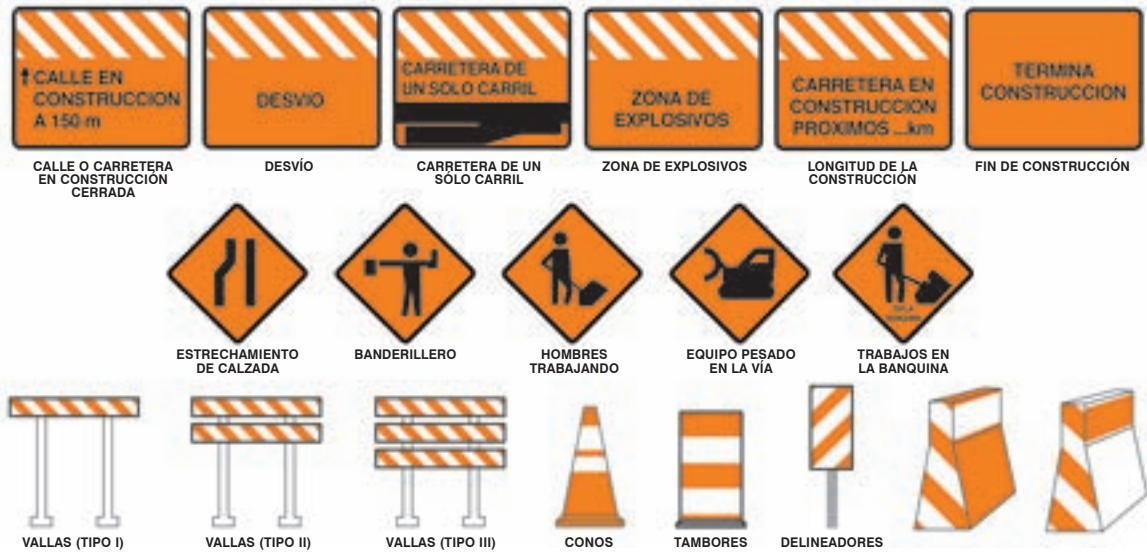 CALLE EN
CONSTRUCCION
A 150 m
DESVIO
CARRETERA DE
UN SOLO CARRIL
ZONA DE
EXPLOSIVOS
CARRETERA EN
CONSTRUCCION
PROXIMOS ...km
TERMINA
CONSTRUCCION
CALLE O CARRETERA
EN CONSTRUCCIÓN
CERRADA
DESVÍO
CARRETERA DE UN
SÓLO CARRIL
ZONA DE EXPLOSIVOS
LONGITUD DE LA
CONSTRUCCIÓN
FIN DE CONSTRUCCIÓN
ESTRECHAMIENTO
DE CALZADA
BANDERILLERO
HOMBRES
TRABAJANDO
EQUIPO PESADO
EN LA VÍA
TRABAJOS EN
LA BANQUINA
VALLAS (TIPO I)
VALLAS (TIPO II)
VALLAS (TIPO III)
CONOS
TAMBORES
DELINEADORES